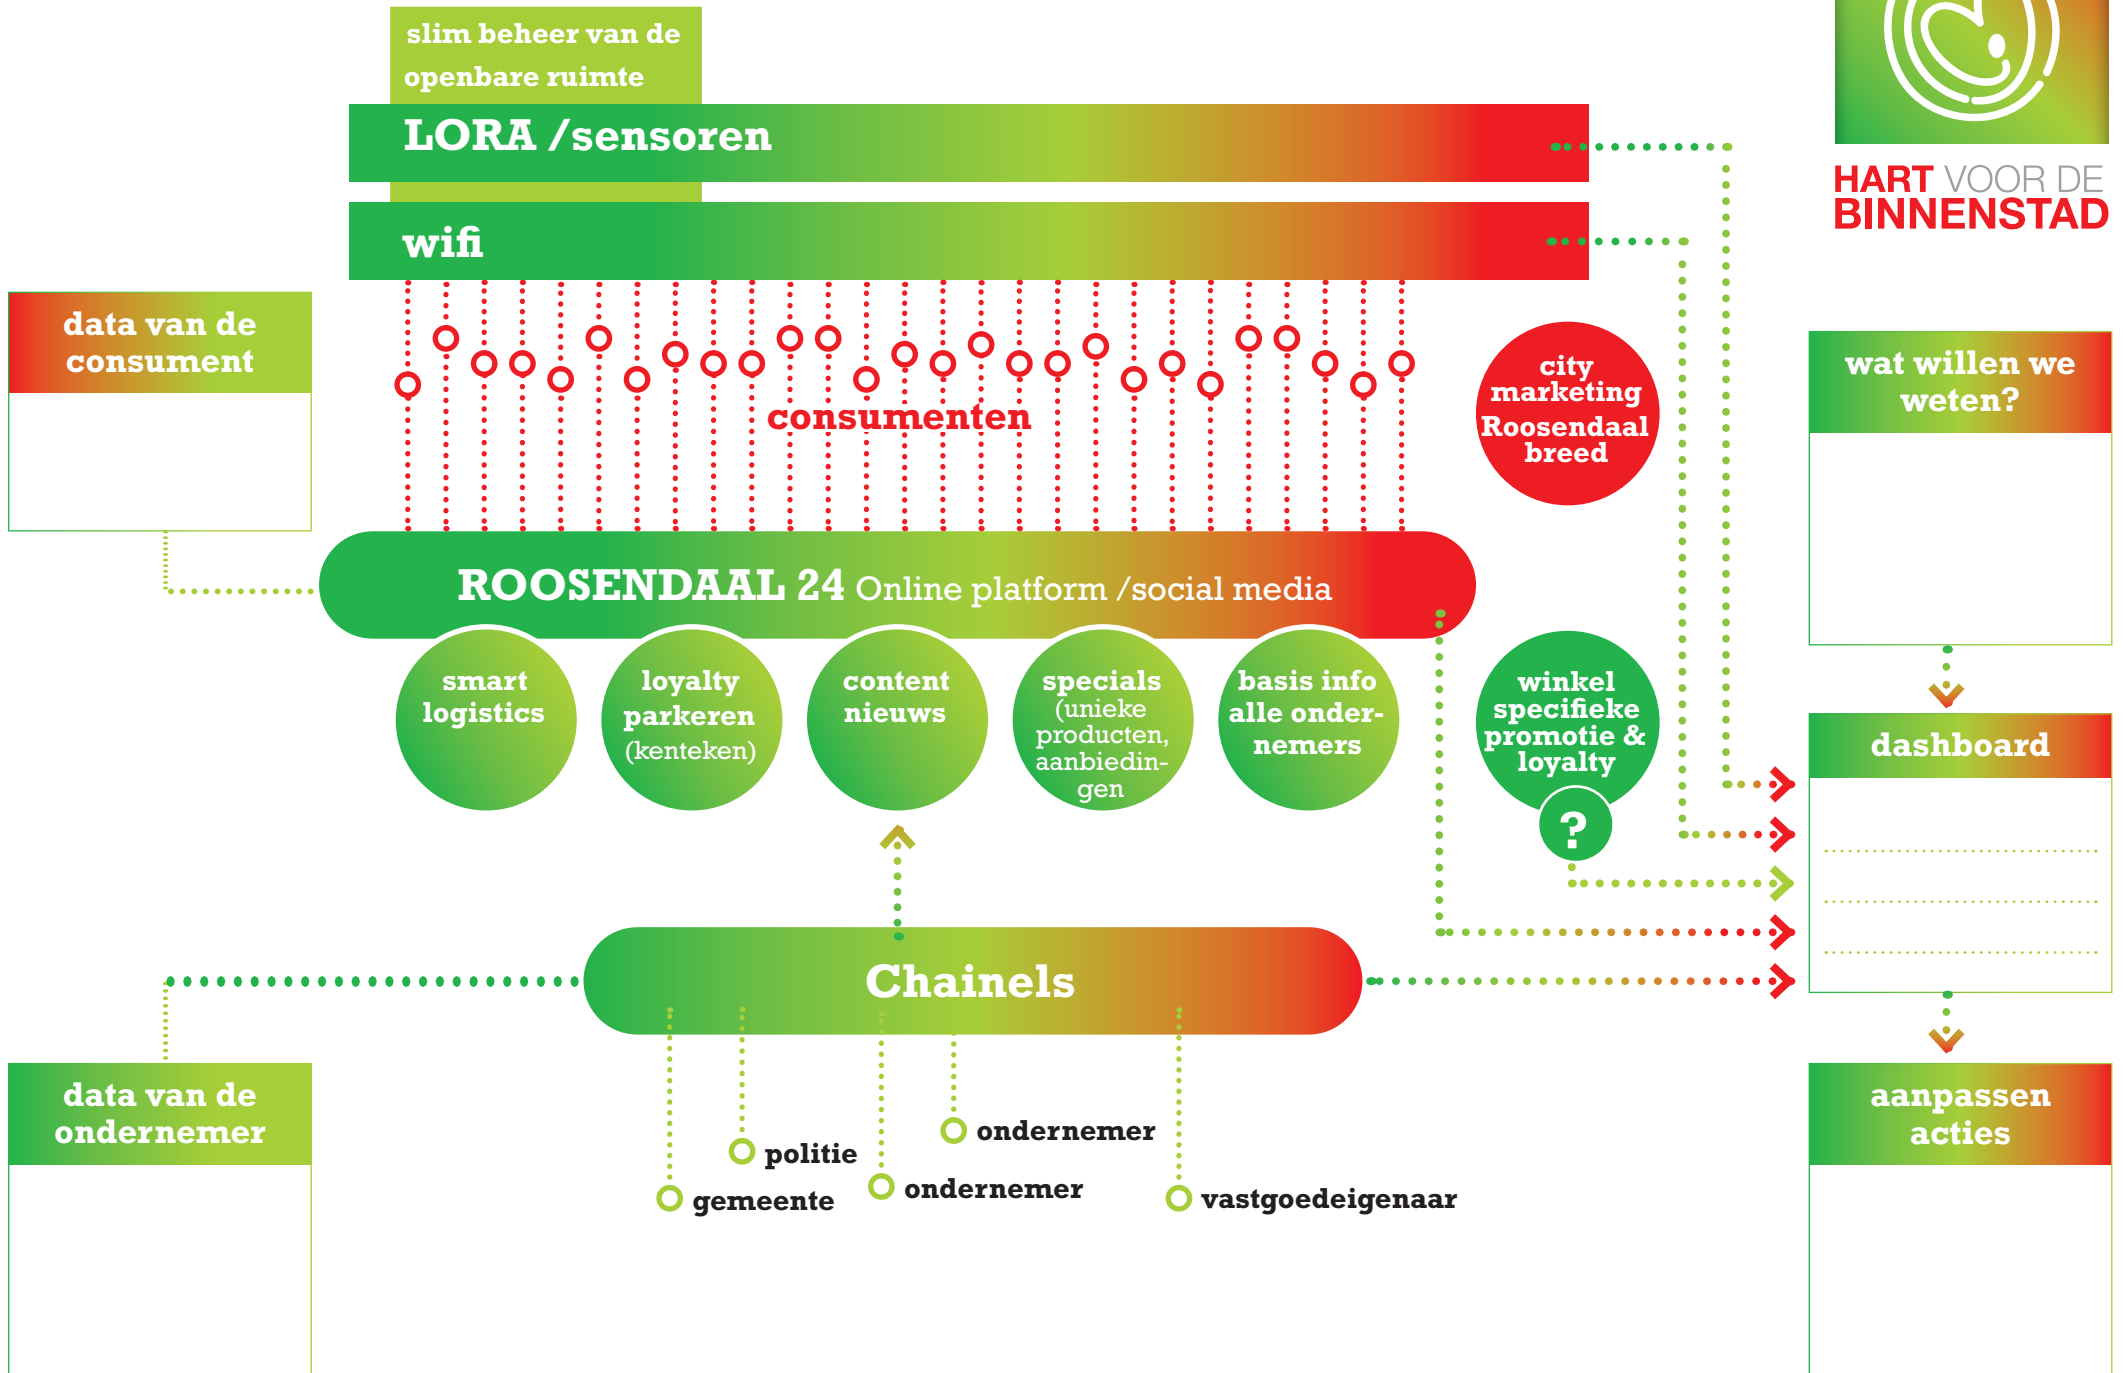 slim beheer van de
openbare ruimte
LORA /sensoren
wifi
HART VOOR DE
BINNENSTAD
data van de
consument
consumenten
city
marketing
Roosendaal
breed
wat willen we
weten?
ROOSENDAAL 24 Online platform /social media
smart
logistics
loyalty
parkeren
(kenteken)
content
nieuws
specials
(unieke
producten,
aanbiedin-
gen
basis info
alle onder-
nemers
winkel
specifieke
promotie &
loyalty
?
dashboard
Chainels
data van de
ondernemer
gemeente
politie
ondernemer
ondernemer
vastgoedeigenaar
aanpassen
acties